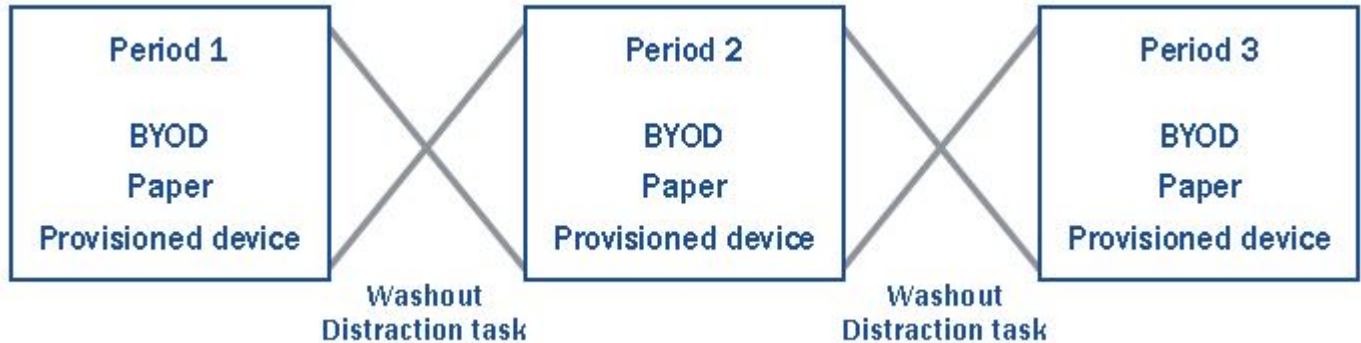 Period 1
BYOD
Paper
Provisioned device
Washout
Distraction task
Period 2
BYOD
Paper
Provisioned device
Washout
Distraction task
Period 3
BYOD
Paper
Provisioned device